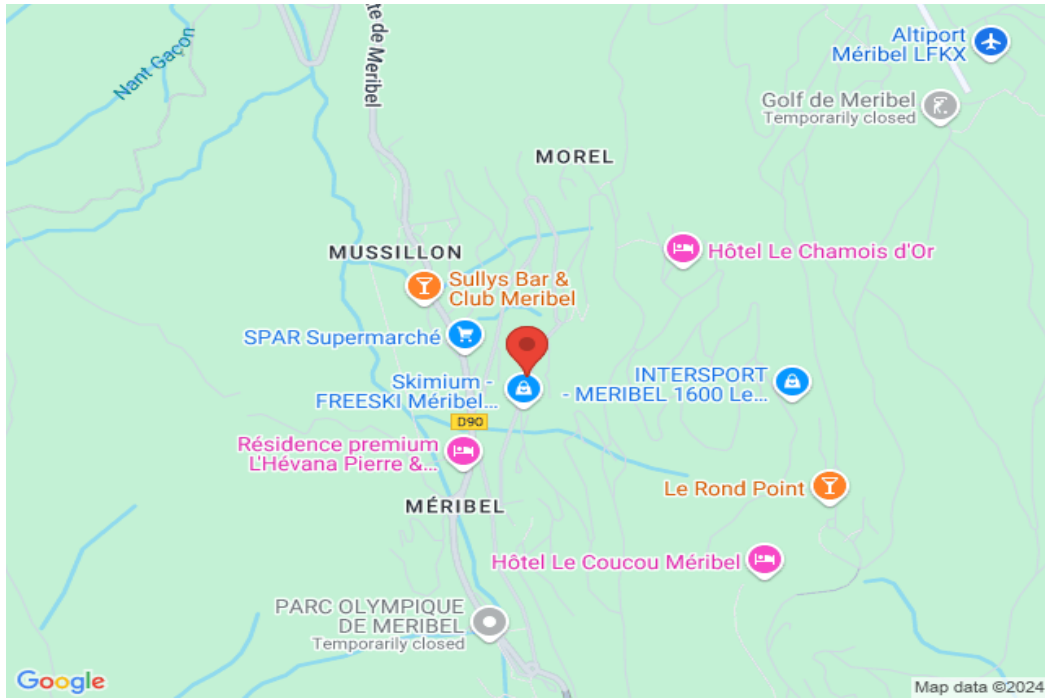 Nant Gaçon
te de Meribel
Altiport
Méribel LFKX
Golf de Meribel
Temporarily closed
MOREL
MUSSILLON
Hôtel Le Chamois d'Or
Sullys Bar &
Club Meribel
SPAR Supermarché
Skimium -
FREESKI Méribel...
INTERSPORT
- MERIBEL 1600 Le...
D90
Résidence premium
L'Hévana Pierre &...
Le Rond Point
MÉRIBEL
Hôtel Le Coucou Méribel
PARC OLYMPIQUE
DE MERIBEL
Temporarily closed
Google
Map data ©2024